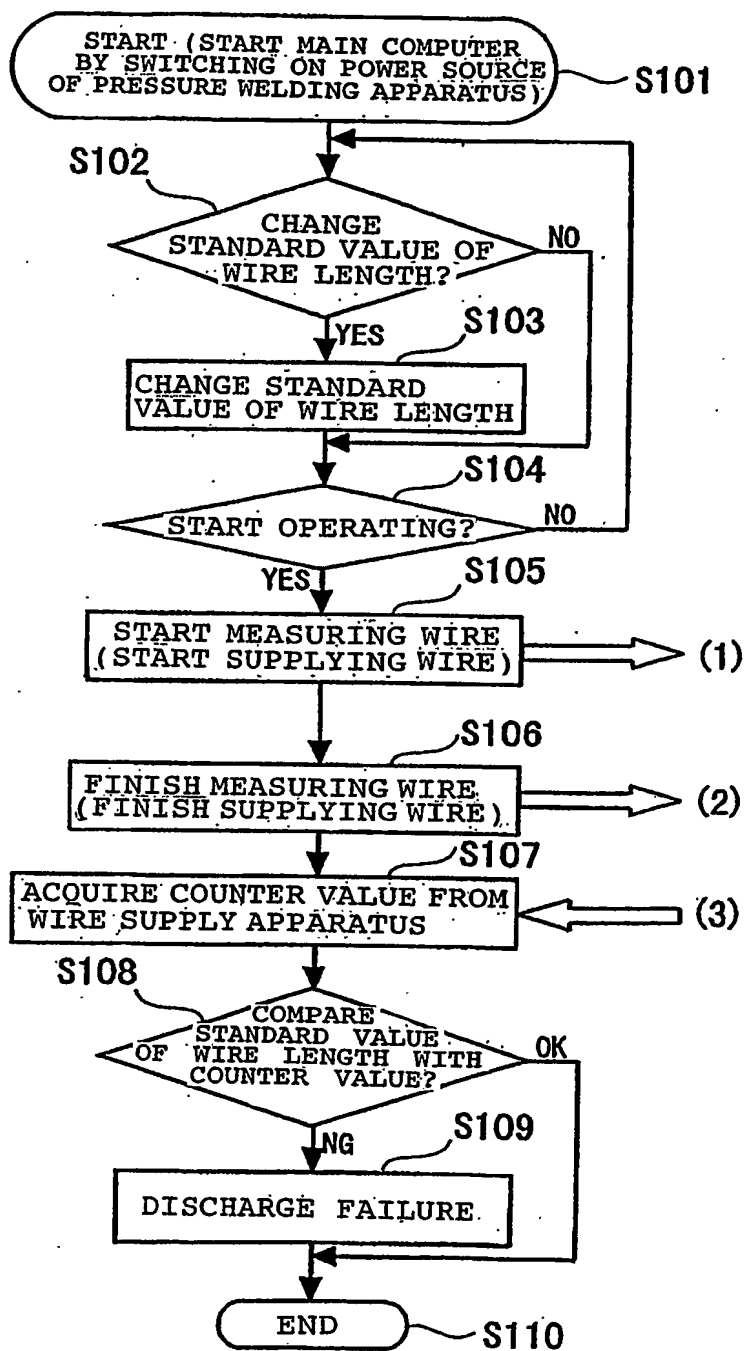 START (START MAIN COMPUTER
BY SWITCHING ON POWER SOURCE
OF PRESSURE WELDING APPARATUS)
S101
S102
CHANGE
STANDARD VALUE OF
WIRE LENGTH?
NO
YES
S103
CHANGE STANDARD
VALUE OF WIRE LENGTH
S104
START OPERATING?
NO
YES
S105
START MEASURING WIRE
(START SUPPLYING WIRE)
(1)
S106
FINISH MEASURING WIRE
(FINISH SUPPLYING WIRE)
(2)
S107
ACQUIRE COUNTER VALUE FROM
WIRE SUPPLY APPARATUS
(3)
S108
COMPARE
STANDARD VALUE
OF WIRE LENGTH WITH
COUNTER VALUE?
OK
NG
S109
DISCHARGE FAILURE
END
S110